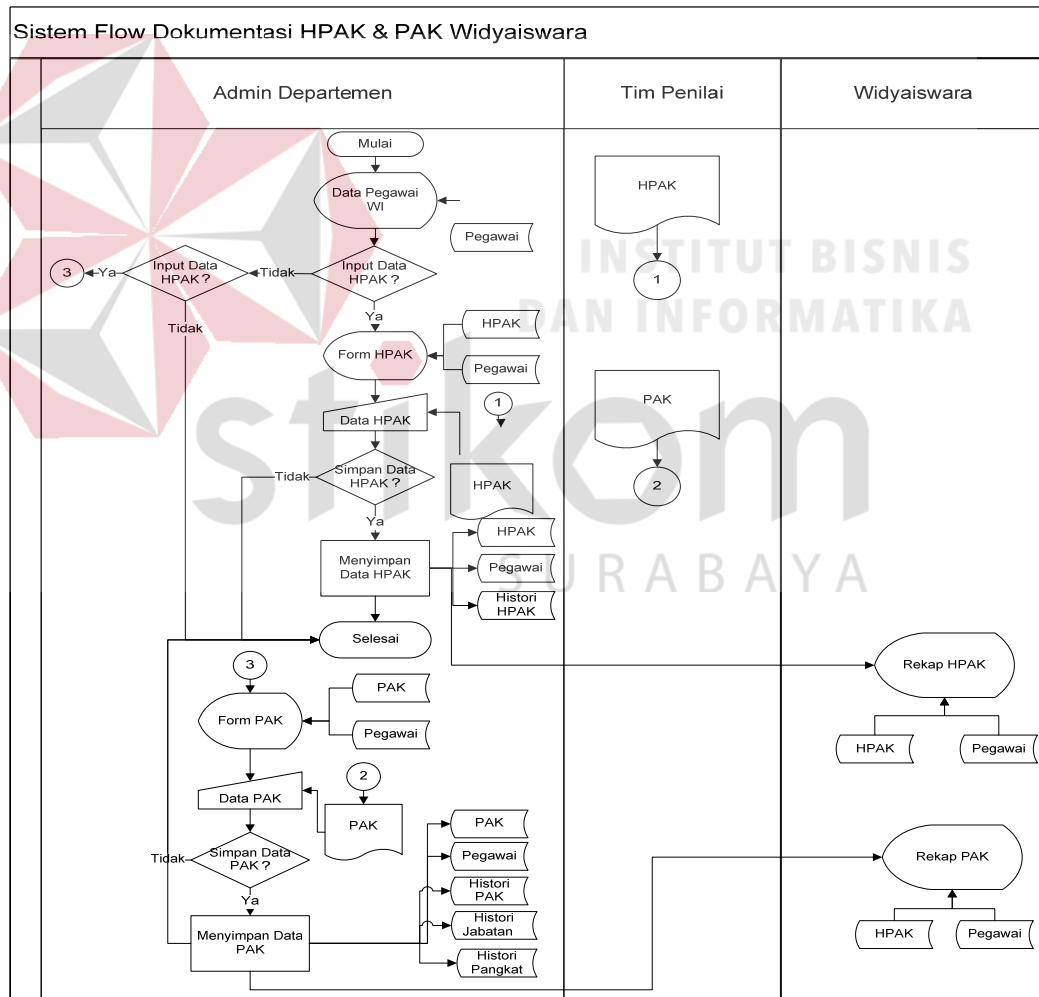 Sistem Flow Dokumentasi HPAK & PAK Widyaiswara
Admin Departemen
Tim Penilai
Widyaiswara
Mulai
Data Pegawai
WI
Pegawai
HPAK
1
INSTITUT BISNIS
DAN INFORMATIKA
3
Ya
Input Data
HPAK?
Tidak
Input Data
HPAK?
Tidak
Ya
Form HPAK
HPAK
Pegawai
1
Data HPAK
PAK
2
stikom
SURABAYA
Tidak
Simpan Data
HPAK?
HPAK
Ya
Menyimpan
Data HPAK
HPAK
Pegawai
Histori
HPAK
Selesai
3
Form PAK
PAK
Pegawai
Rekap HPAK
HPAK
Pegawai
2
Data PAK
PAK
Tidak
Simpan Data
PAK?
Ya
Menyimpan Data
PAK
PAK
Pegawai
Histori
PAK
Histori
Jabatan
Histori
Pangkat
Rekap PAK
HPAK
Pegawai